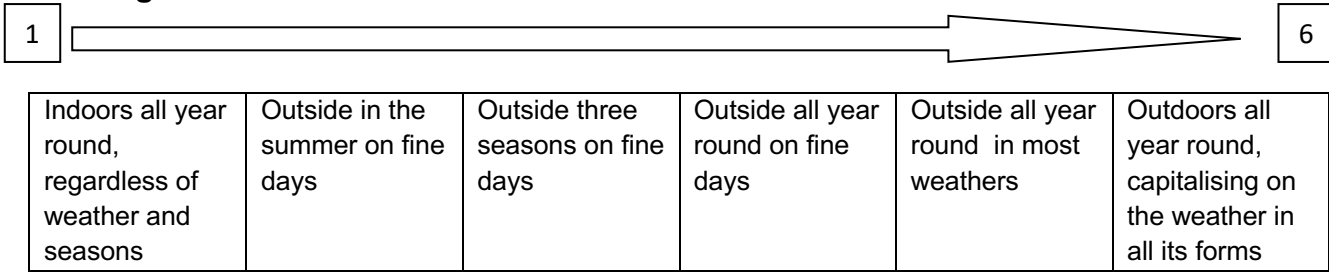 1
6
Indoors all year
round,
regardless of
weather and
seasons
Outside in the
summer on fine
days
Outside three
seasons on fine
days
Outside all year
round on fine
days
Outside all year
round in most
weathers
Outdoors all
year round,
capitalising on
the weather in
all its forms